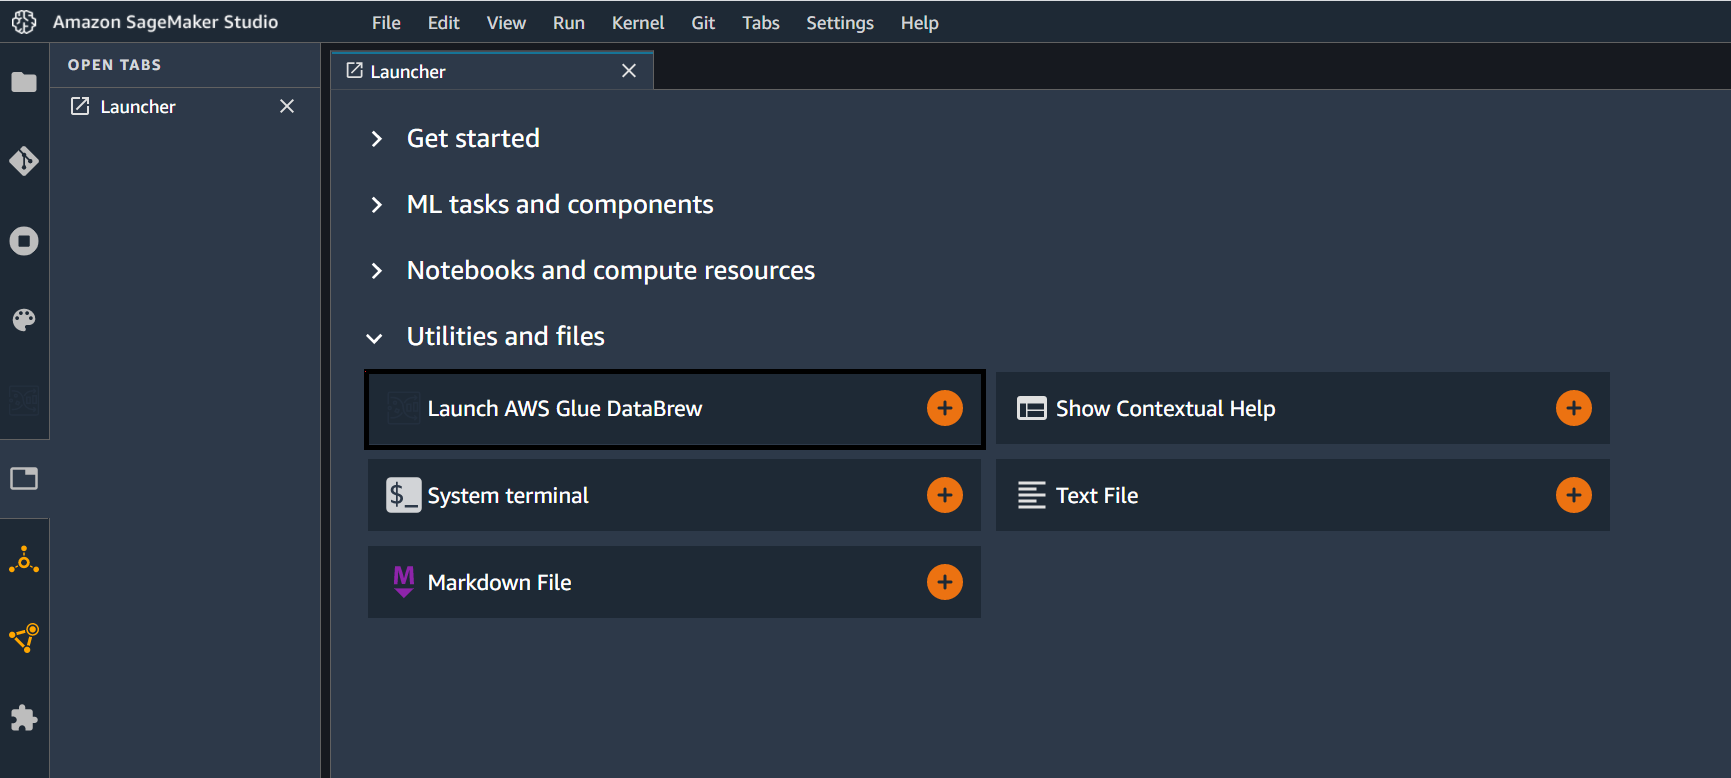 Amazon SageMaker Studio File Edit View Run Kernel Git Tabs Settings Help
OPEN TABS
Launcher
Launcher
Get started
ML tasks and components
Notebooks and compute resources
Utilities and files
Launch AWS Glue DataBrew
Show Contextual Help
$_ System terminal
Text File
M Markdown File